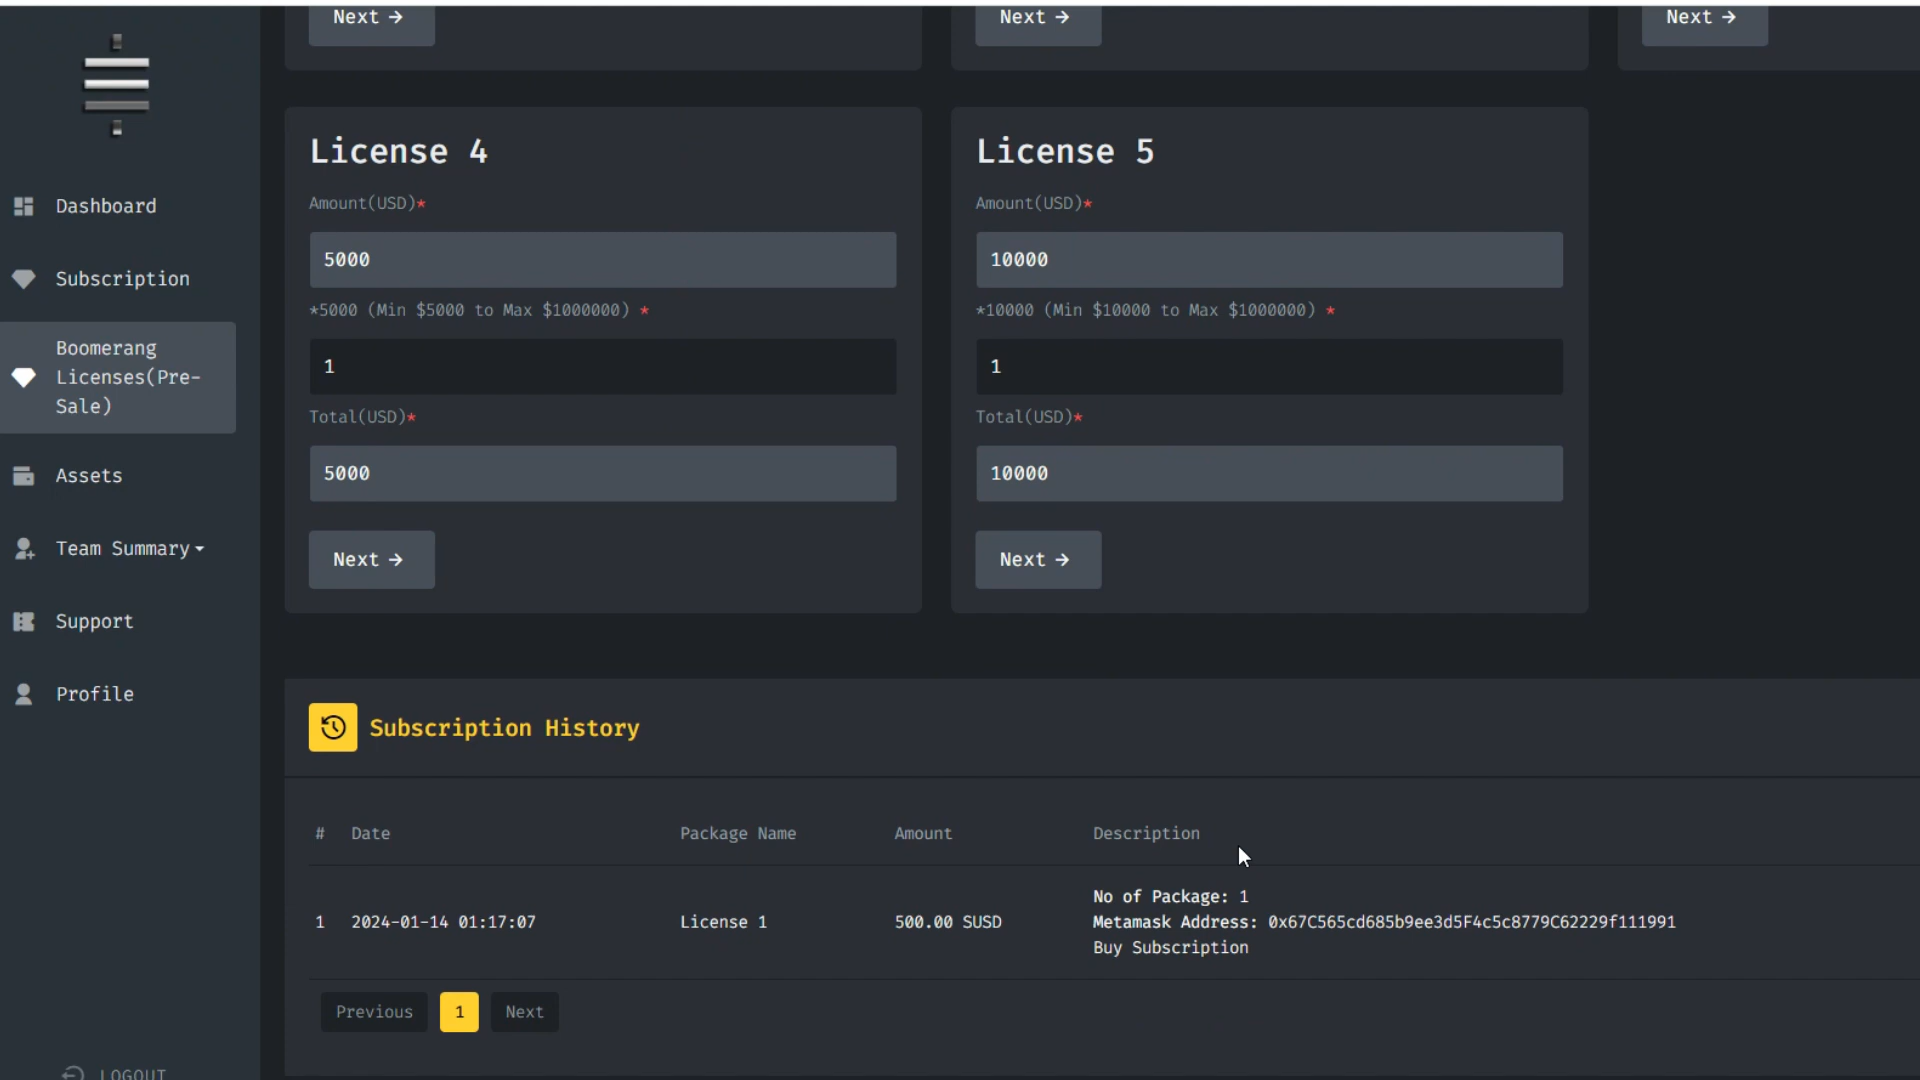 Next →
Next →
Next →
Dashboard
Subscription
Boomerang
Licenses(Pre-
Sale)
Assets
Team Summary
Support
Profile
LOGOUT
License 4
Amount(USD)*
5000
*5000 (Min $5000 to Max $1000000) *
1
Total(USD)*
5000
Next →
License 5
Amount(USD)*
10000
*10000 (Min $10000 to Max $1000000) *
1
Total(USD)*
10000
Next →
Subscription History
# Date Package Name Amount Description
1 2024-01-14 01:17:07 License 1 500.00 SUSD
No of Package: 1
Metamask Address: 0x67C565cd685b9ee3d5F4c5c8779C62229f111991
Buy Subscription
Previous 1 Next